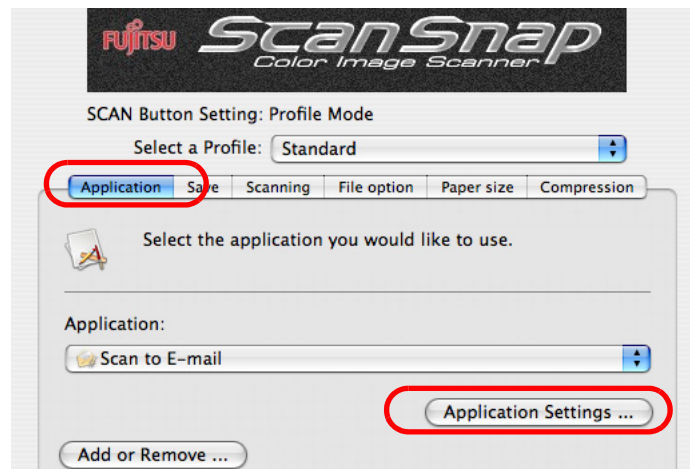 FUJITSU ScanSnap
Color Image Scanner
SCAN Button Setting: Profile Mode
Select a Profile: Standard
Application Save Scanning File option Paper size Compression
Select the application you would like to use.
Application:
Scan to E-mail
Application Settings ...
Add or Remove ...